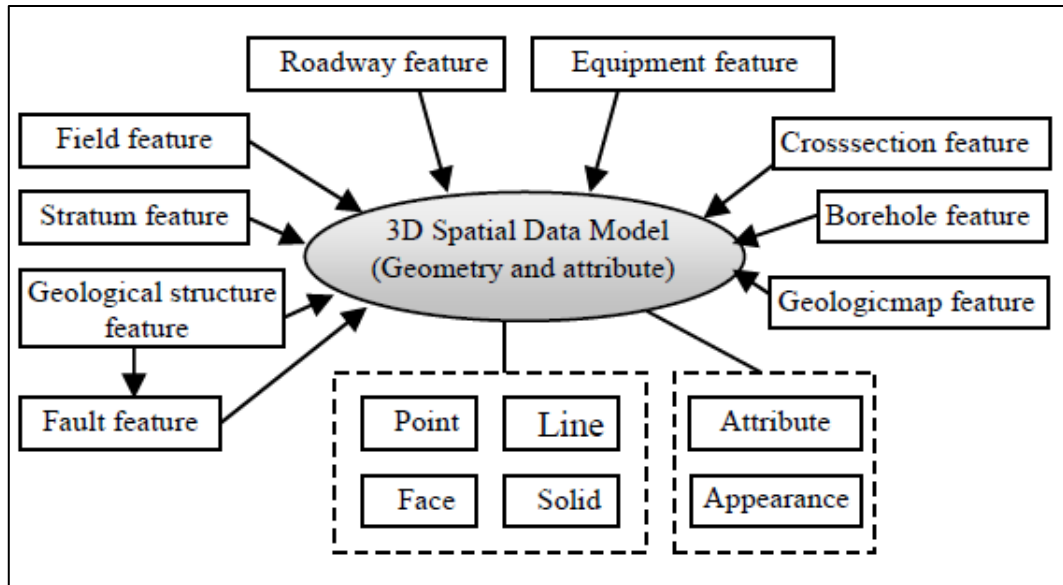 Roadway feature
Equipment feature
Field feature
Crosssection feature
Stratum feature
Borehole feature
3D Spatial Data Model
(Geometry and attribute)
Geological structure
feature
Geologicmap feature
Fault feature
Point
Line
Attribute
Face
Solid
Appearance